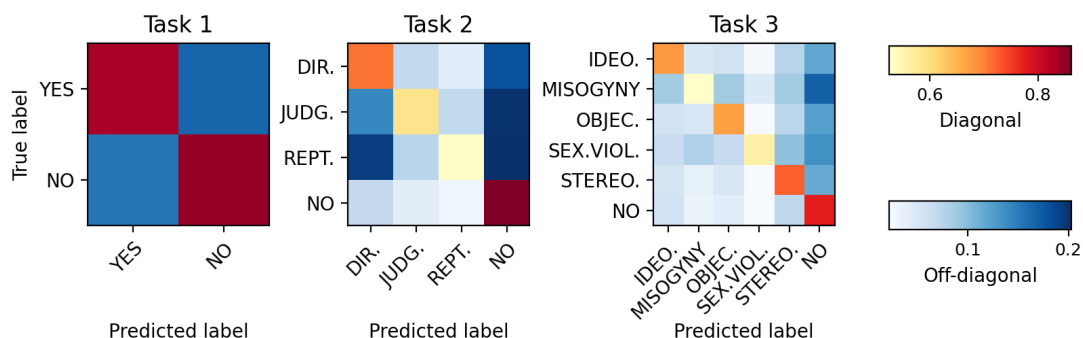 Task 1
Task 2
Task 3
True label
YES
NO
YES
NO
Predicted label
DIR.
JUDG.
REPT.
NO
DIR.
JUDG.
REPT.
NO
Predicted label
IDEO.
MISOGYNY
OBJEC.
SEX.VIOL.
STEREO.
NO
IDEO.
MISOGYNY
OBJEC.
SEX.VIOL.
STEREO.
NO
Predicted label
0.6
0.8
Diagonal
0.1
0.2
Off-diagonal